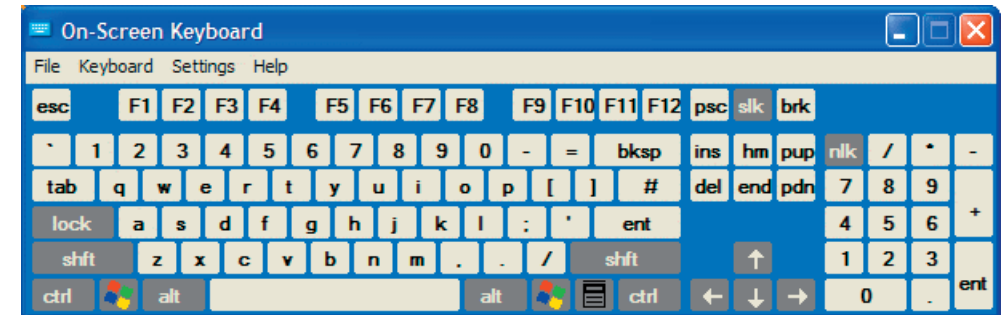 On-Screen Keyboard
File Keyboard Settings Help
esc F1 F2 F3 F4 F5 F6 F7 F8 F9 F10 F11 F12 psc slk brk
` 1 2 3 4 5 6 7 8 9 0 - = bksp ins hm pup nlk / * -
tab q w e r t y u i o p [ ] # del end pdn 7 8 9 +
lock a s d f g h j k l ; ' ent 4 5 6
shft z x c v b n m , . / shft ↑ 1 2 3 ent
ctrl alt alt ctrl ← ↓ → 0 .